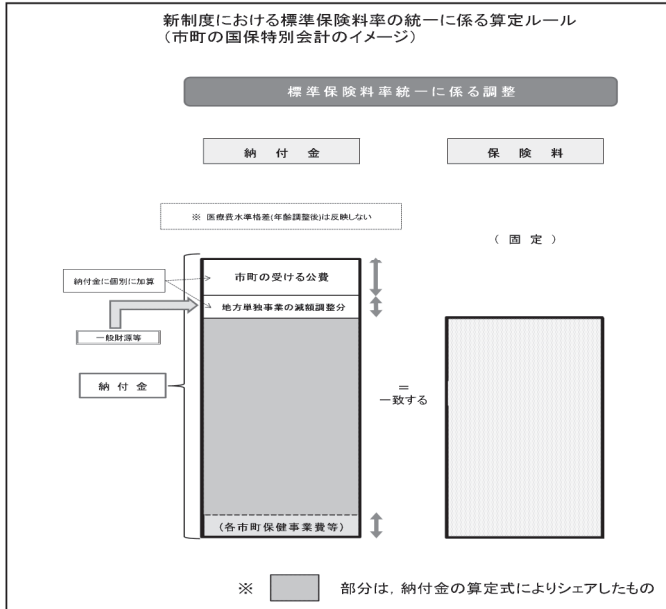 新制度における標準保険料率の統一に係る算定ルール
（市町の国保特別会計のイメージ）
標準保険料率統一に係る調整
納付金
保険料
※ 医療費水準格差(年齢調整後)は反映しない
（固定）
市町の受ける公費
納付金に個別に加算
地方単独事業の減額調整分
一般財源等
納付金
＝
一致する
（各市町保健事業費等）
※ 部分は，納付金の算定式によりシェアしたもの